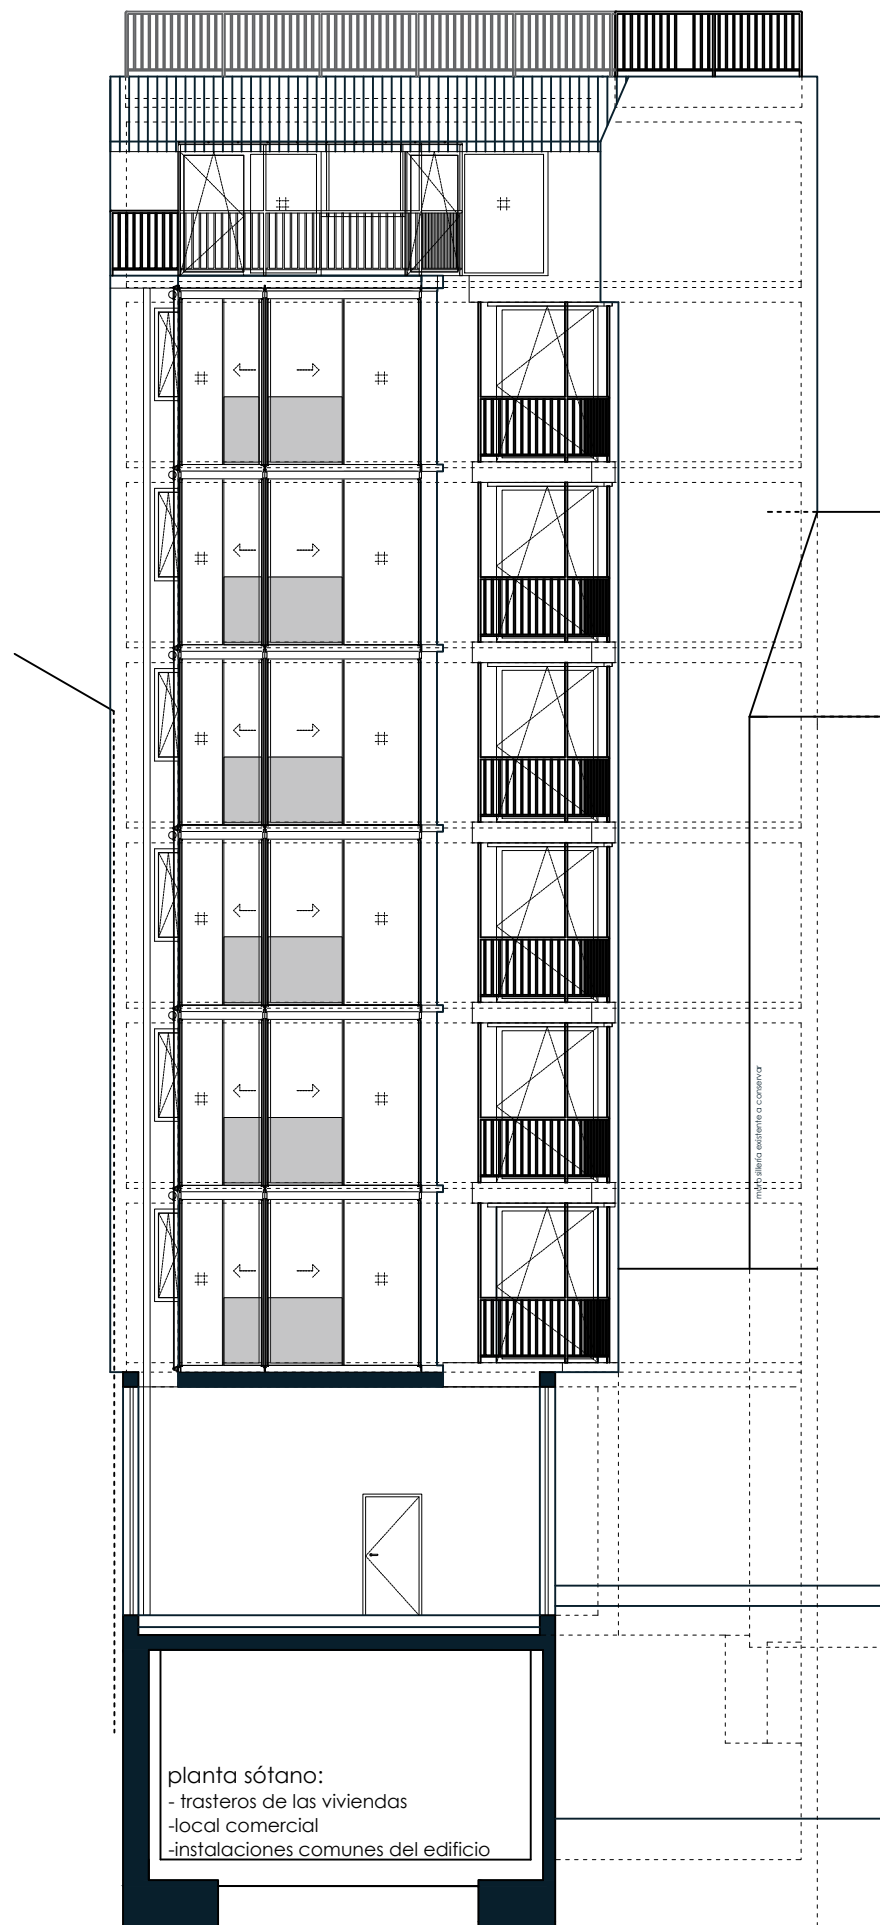 muro sillería existente a conservar
planta sótano:
- trasteros de las viviendas
-local comercial
-instalaciones comunes del edificio